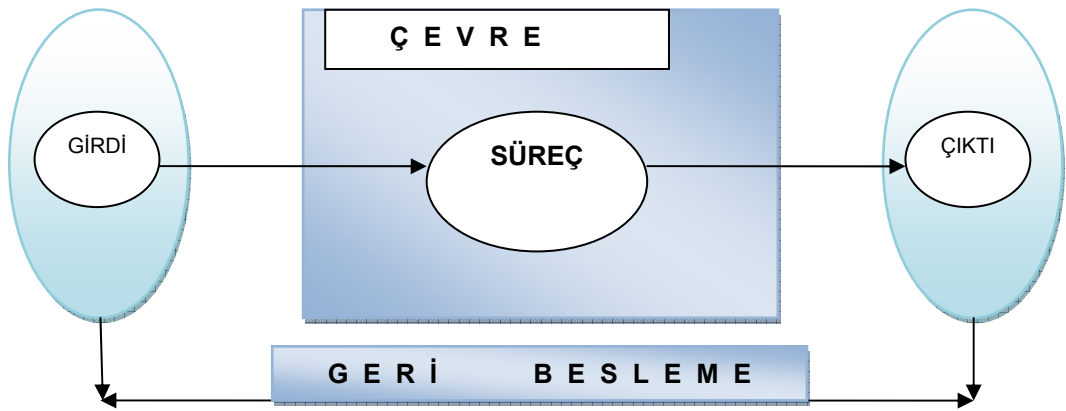 Ç E V R E
GİRDİ
SÜREÇ
ÇIKTI
G E R İ B E S L E M E